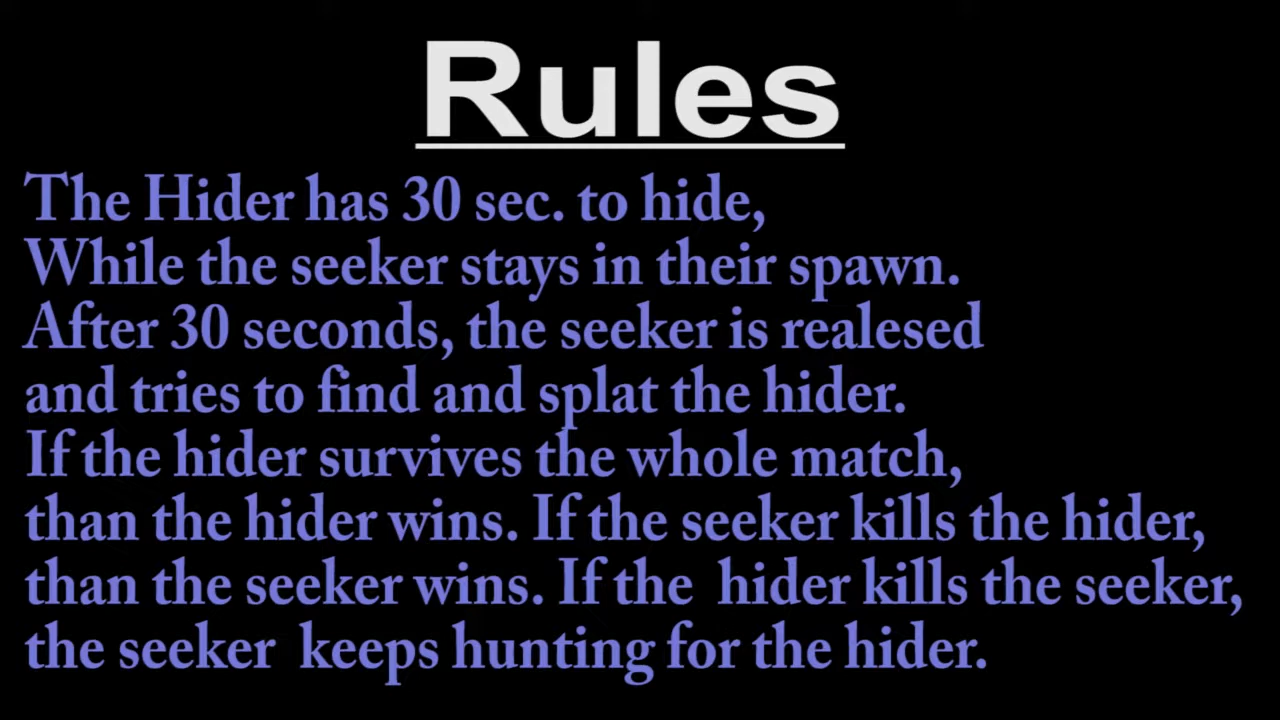 Rules
The Hider has 30 sec. to hide,
While the seeker stays in their spawn.
After 30 seconds, the seeker is realesed
and tries to find and splat the hider.
If the hider survives the whole match,
than the hider wins. If the seeker kills the hider,
than the seeker wins. If the  hider kills the seeker,
the seeker  keeps hunting for the hider.